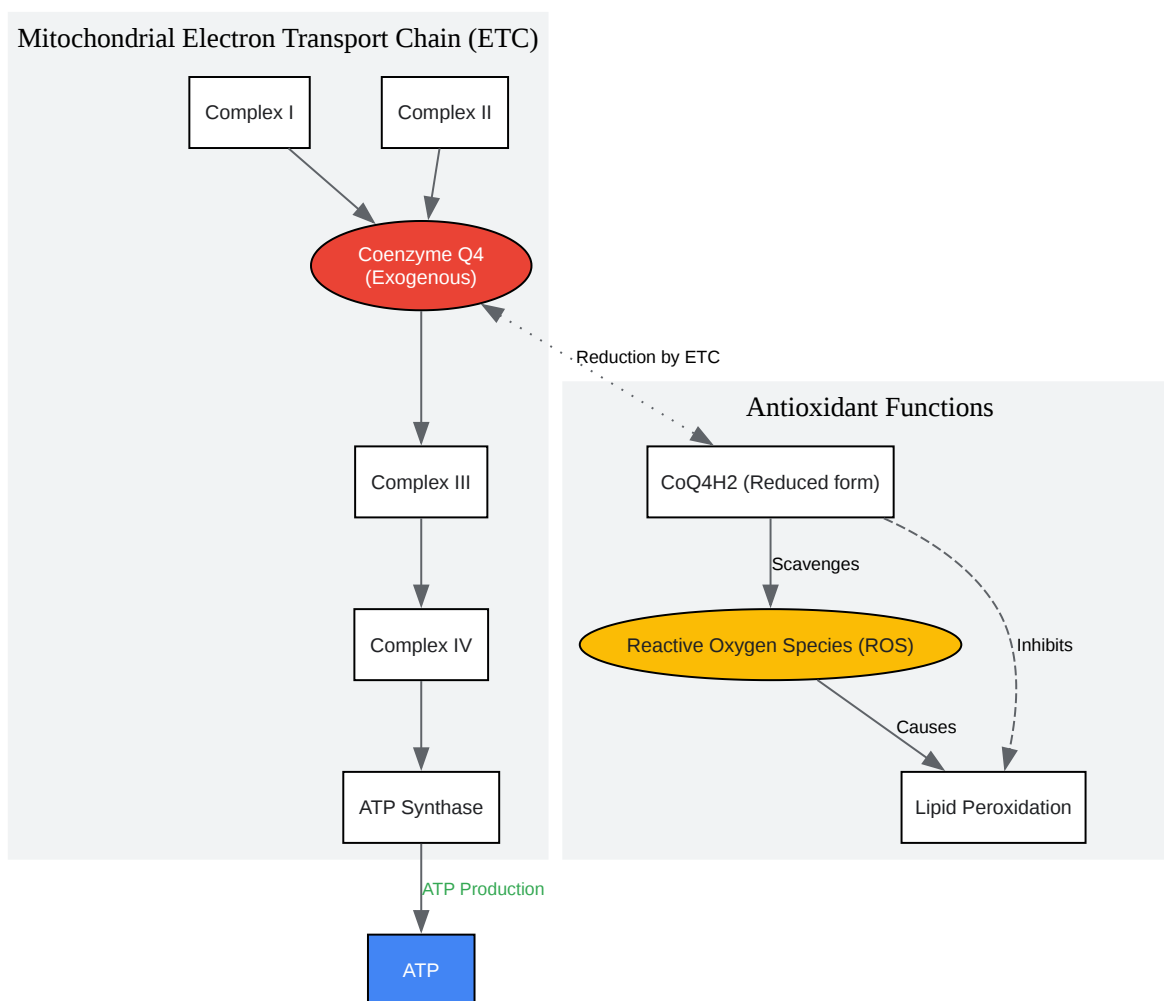 Mitochondrial Electron Transport Chain (ETC)
Complex I
Complex II
Coenzyme Q4
(Exogenous)
Reduction by ETC
Antioxidant Functions
Complex III
CoQ4H2 (Reduced form)
Scavenges
Complex IV
Reactive Oxygen Species (ROS)
Inhibits
Causes
ATP Synthase
Lipid Peroxidation
ATP Production
ATP